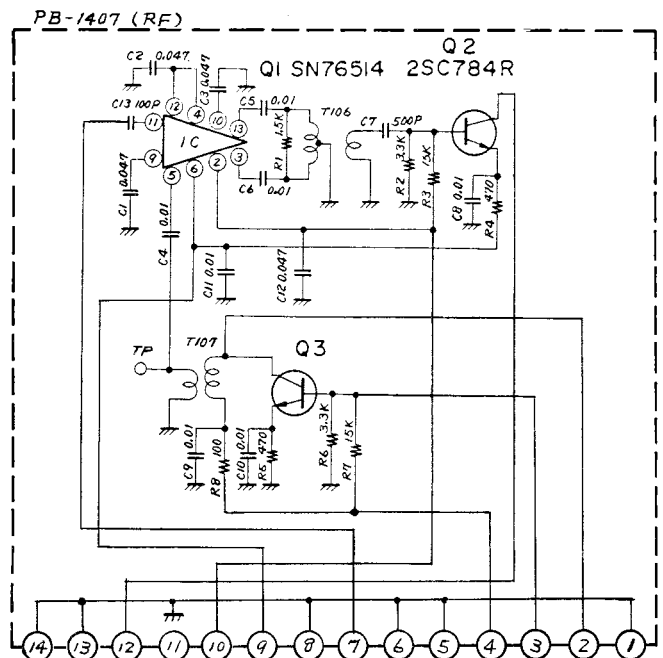 PB-1407 (RF)
Q2
Q1 SN76514 2SC784R
C2 0.047
C3 0.047
C13 100P
C5 0.01
T106
C7 500P
12
4
10
11
13
IC
9
3
5
6
2
R1 1.5K
R2 3.3K
R3 15K
C6 0.01
C1 0.047
C8 0.01
R4 470
C4 0.01
C11 0.01
C12 0.047
TP
T107
Q3
C9 0.01
R8 100
C10 0.01
R5 470
R6 3.3K
R7 15K
14 13 12 11 10 9 8 7 6 5 4 3 2 1